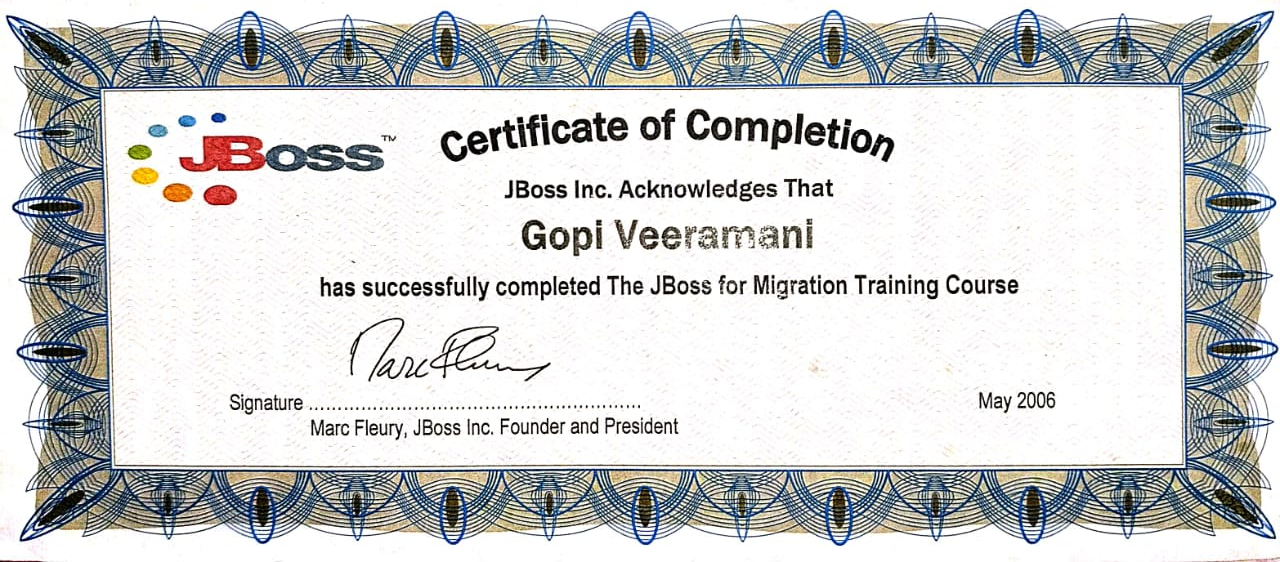 JBoss™
Certificate of Completion
JBoss Inc. Acknowledges That
Gopi Veeramani
has successfully completed The JBoss for Migration Training Course
Marc Fleury
Signature ..........................................................
May 2006
Marc Fleury, JBoss Inc. Founder and President